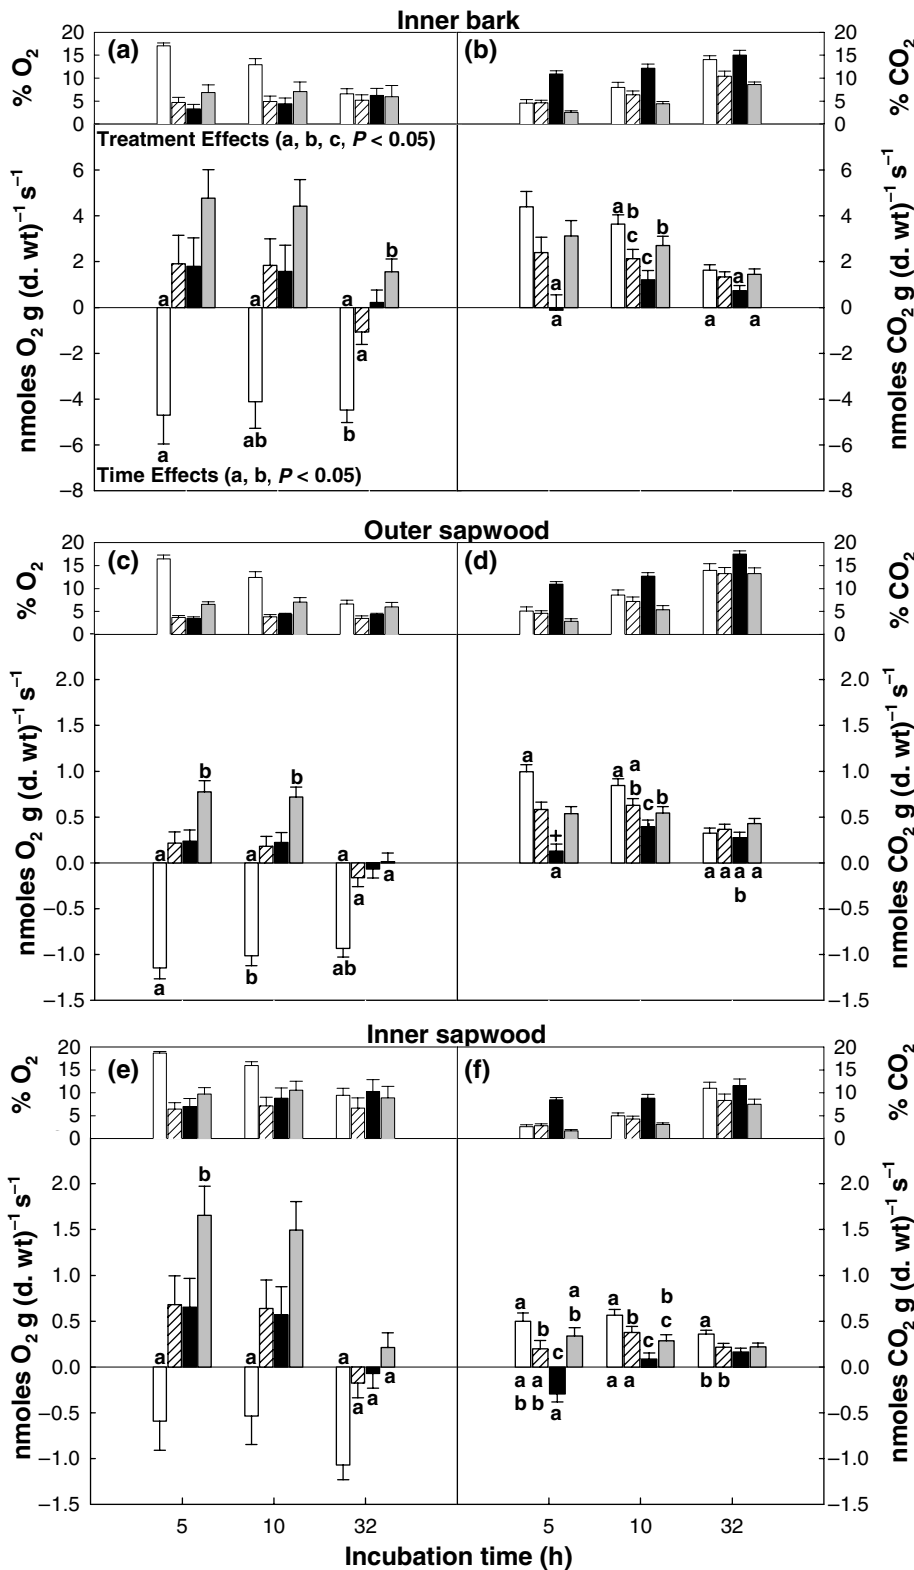 Inner bark
% O2
20
15
10
5
0
(a)
(b)
20
15
10
5
0
% CO2
Treatment Effects (a, b, c, P < 0.05)
nmoles O2 g (d. wt)−1 s−1
6
4
2
0
−2
−4
−6
−8
a
a
a
b
a
ab
a
b
Time Effects (a, b, P < 0.05)
a
a
a
b
c
c
b
a
a
a
6
4
2
0
−2
−4
−6
−8
nmoles CO2 g (d. wt)−1 s−1
Outer sapwood
% O2
20
15
10
5
0
(c)
(d)
20
15
10
5
0
% CO2
nmoles O2 g (d. wt)−1 s−1
2.0
1.5
1.0
0.5
0.0
−0.5
−1.0
−1.5
a
b
a
b
a
a
a
a
b
ab
a
+
a
a
a
b
c
b
a a a a
b
2.0
1.5
1.0
0.5
0.0
−0.5
−1.0
−1.5
nmoles CO2 g (d. wt)−1 s−1
Inner sapwood
% O2
20
15
10
5
0
(e)
(f)
20
15
10
5
0
% CO2
nmoles O2 g (d. wt)−1 s−1
2.0
1.5
1.0
0.5
0.0
−0.5
−1.0
−1.5
a
b
a
a
a
a
a
a
b
c
a
b
a
b
c
b
c
a
a a
b b
a
a a
b b
2.0
1.5
1.0
0.5
0.0
−0.5
−1.0
−1.5
nmoles CO2 g (d. wt)−1 s−1
5 10 32 5 10 32
Incubation time (h)